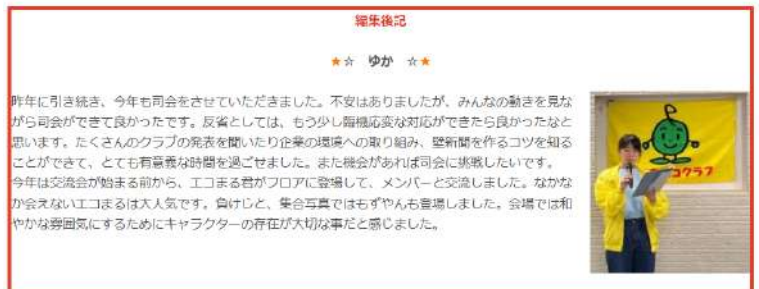 編集後記
★☆ ゆか ☆★
昨年に引き続き、今年も司会をさせていただきました。不安はありましたが、みんなの動きを見な
がら司会ができて良かったです。反省としては、もう少し臨機応変な対応ができたら良かったなと
思います。たくさんのクラブの発表を聞いたり企業の環境への取り組み、壁新聞を作るコツを知る
ことができて、とても有意義な時間を過ごせました。また機会があれば司会に挑戦したいです。
今年は交流会が始まる前から、エコまる君がフロアに登場して、メンバーと交流しました。なかな
か会えないエコまるは大人気です。負けじと、集合写真ではもずやんも登場しました。会場では和
やかな雰囲気にするためにキャラクターの存在が大切な事だと感じました。
コクラブ